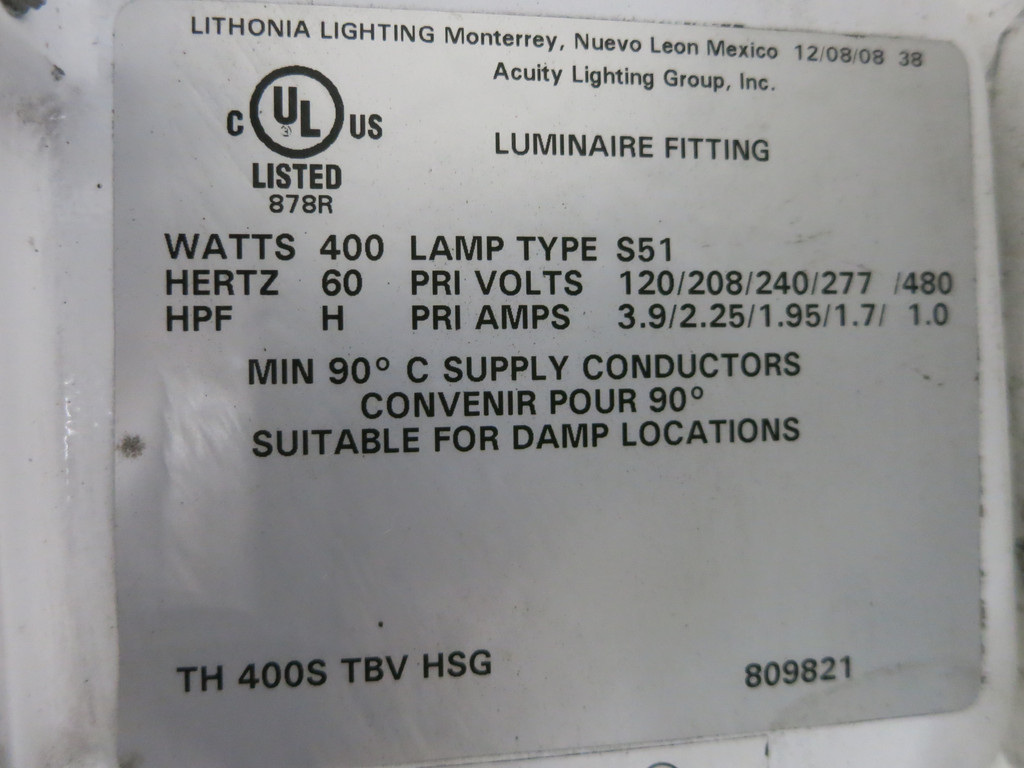 LITHONIA LIGHTING Monterrey, Nuevo Leon Mexico 12/08/08 38
Acuity Lighting Group, Inc.
C UL US
LISTED
878R
LUMINAIRE FITTING
WATTS 400 LAMP TYPE S51
HERTZ 60 PRI VOLTS 120/208/240/277 /480
HPF H PRI AMPS 3.9/2.25/1.95/1.7/ 1.0
MIN 90° C SUPPLY CONDUCTORS
CONVENIR POUR 90°
SUITABLE FOR DAMP LOCATIONS
TH 400S TBV HSG 809821